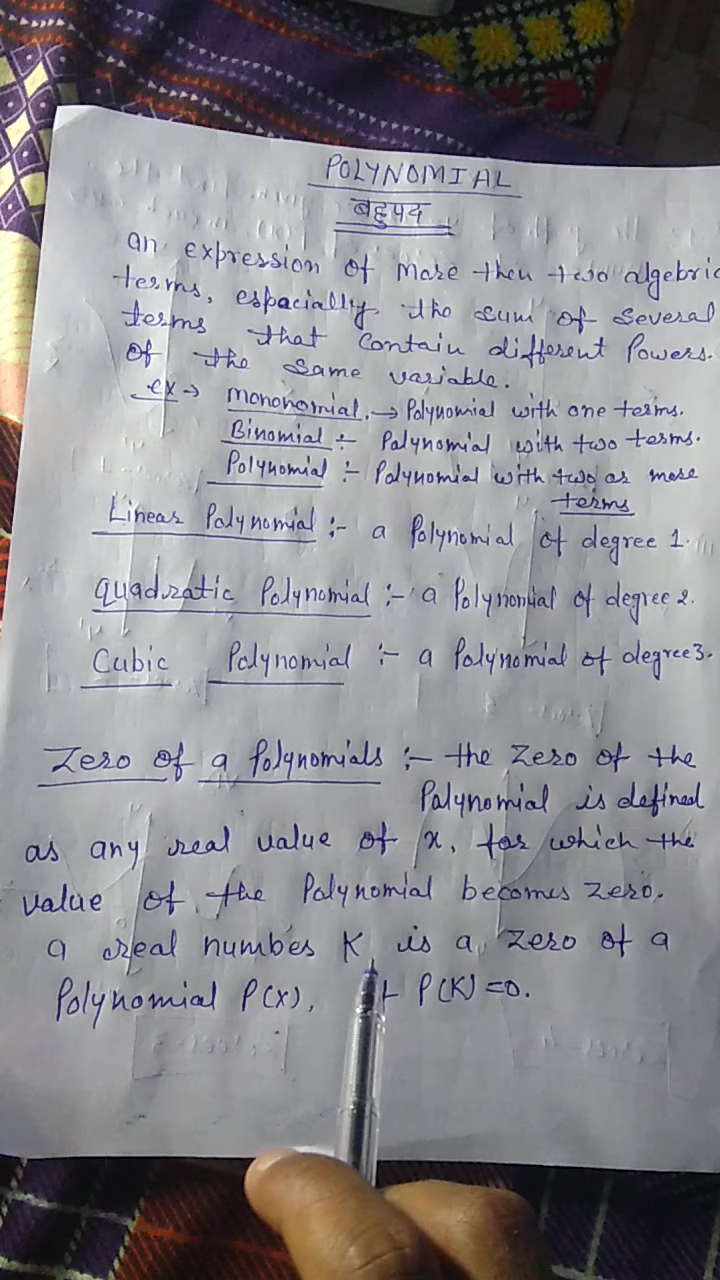 POLYNOMIAL
बहुपद
an expression of more then two algebric
terms, espacially the sum of several
terms that contain different Powers.
of the same variable.
ex → Mononomial. → Polynomial with one terms.
Binomial :- Polynomial with two terms.
Polynomial :- Polynomial with two or more
terms
Linear Polynomial :- a Polynomial of degree 1.
quadratic Polynomial :- a Polynomial of degree 2.
Cubic Polynomial :- a Polynomial of degree 3.
Zero of a Polynomials :- the Zero of the
Polynomial is defined
as any real value of x, for which the
value of the Polynomial becomes zero.
a real number K is a zero of a
Polynomial P(x), P(K) = 0.